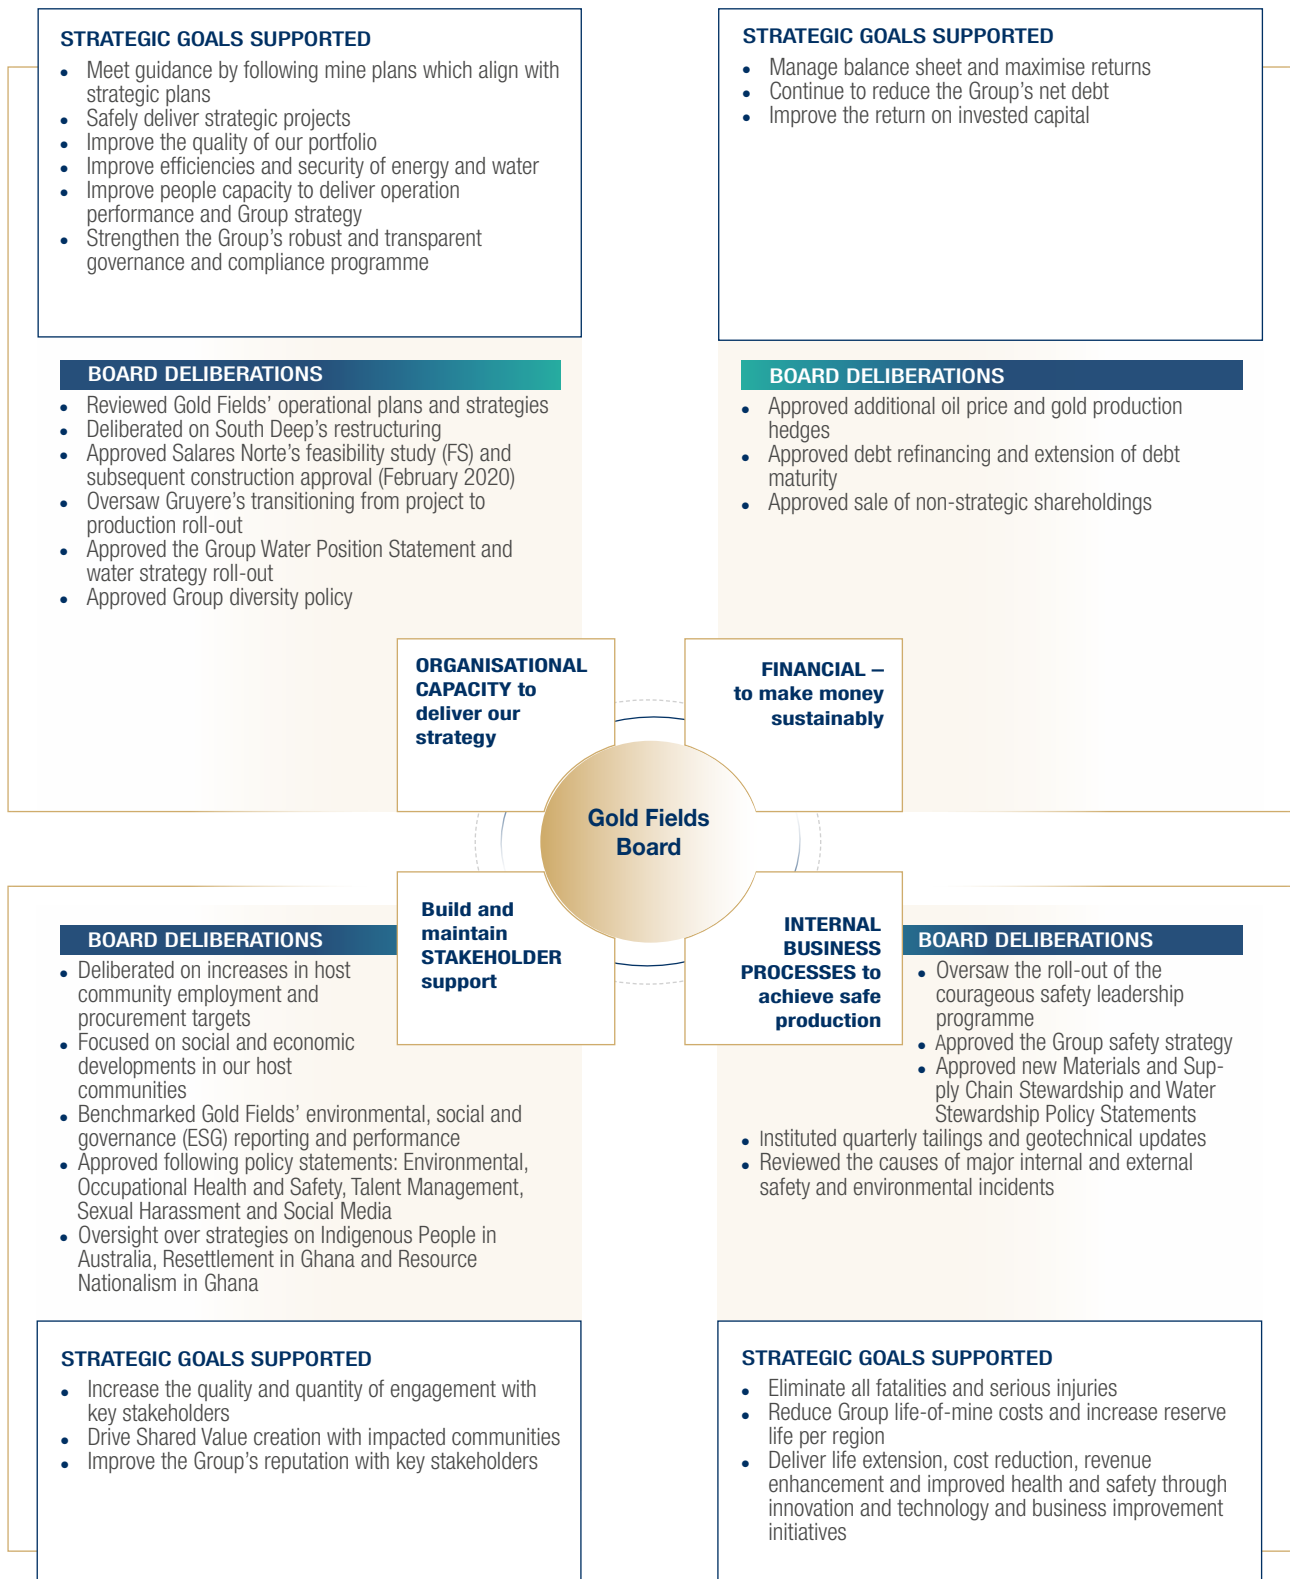 STRATEGIC GOALS SUPPORTED
• Meet guidance by following mine plans which align with
strategic plans
• Safely deliver strategic projects
• Improve the quality of our portfolio
• Improve efficiencies and security of energy and water
• Improve people capacity to deliver operation
performance and Group strategy
• Strengthen the Group's robust and transparent
governance and compliance programme
BOARD DELIBERATIONS
• Reviewed Gold Fields' operational plans and strategies
• Deliberated on South Deep's restructuring
• Approved Salares Norte's feasibility study (FS) and
subsequent construction approval (February 2020)
• Oversaw Gruyere's transitioning from project to
production roll-out
• Approved the Group Water Position Statement and
water strategy roll-out
• Approved Group diversity policy
ORGANISATIONAL
CAPACITY to
deliver our
strategy
STRATEGIC GOALS SUPPORTED
• Manage balance sheet and maximise returns
• Continue to reduce the Group's net debt
• Improve the return on invested capital
BOARD DELIBERATIONS
• Approved additional oil price and gold production
hedges
• Approved debt refinancing and extension of debt
maturity
• Approved sale of non-strategic shareholdings
FINANCIAL –
to make money
sustainably
Gold Fields
Board
Build and
maintain
STAKEHOLDER
support
BOARD DELIBERATIONS
• Deliberated on increases in host
community employment and
procurement targets
• Focused on social and economic
developments in our host
communities
• Benchmarked Gold Fields' environmental, social and
governance (ESG) reporting and performance
• Approved following policy statements: Environmental,
Occupational Health and Safety, Talent Management,
Sexual Harassment and Social Media
• Oversight over strategies on Indigenous People in
Australia, Resettlement in Ghana and Resource
Nationalism in Ghana
STRATEGIC GOALS SUPPORTED
• Increase the quality and quantity of engagement with
key stakeholders
• Drive Shared Value creation with impacted communities
• Improve the Group's reputation with key stakeholders
INTERNAL
BUSINESS
PROCESSES to
achieve safe
production
BOARD DELIBERATIONS
• Oversaw the roll-out of the
courageous safety leadership
programme
• Approved the Group safety strategy
• Approved new Materials and Sup-
ply Chain Stewardship and Water
Stewardship Policy Statements
• Instituted quarterly tailings and geotechnical updates
• Reviewed the causes of major internal and external
safety and environmental incidents
STRATEGIC GOALS SUPPORTED
• Eliminate all fatalities and serious injuries
• Reduce Group life-of-mine costs and increase reserve
life per region
• Deliver life extension, cost reduction, revenue
enhancement and improved health and safety through
innovation and technology and business improvement
initiatives